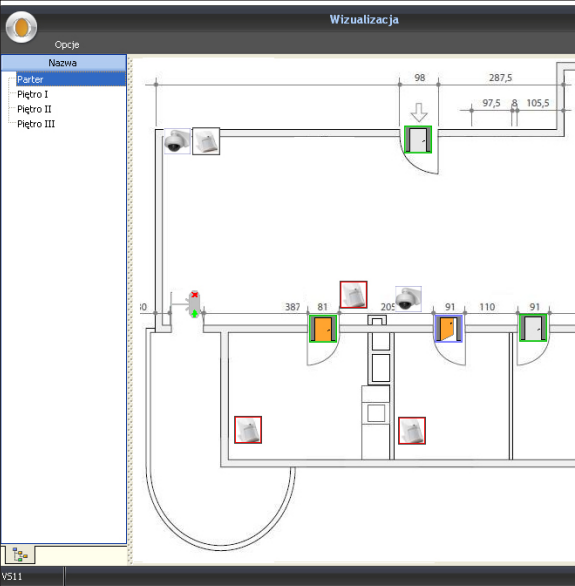 Wizualizacja
Opcje
Nazwa
Parter
Piętro I
Piętro II
Piętro III
98 287,5
97,5 8 105,5
387 81 205 91 110 91
VS11